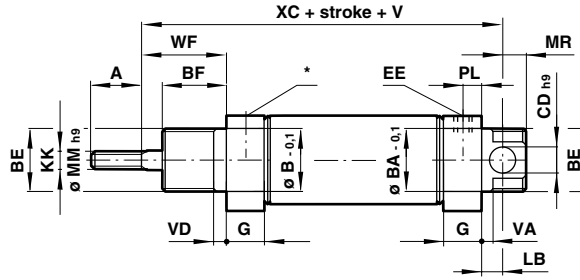 XC + stroke + V
WF
MR
A
BF
*
EE
PL
CD h9
BE
KK
ø MM h9
ø B - 0,1
ø BA - 0,1
BE
VD
G
G
VA
LB